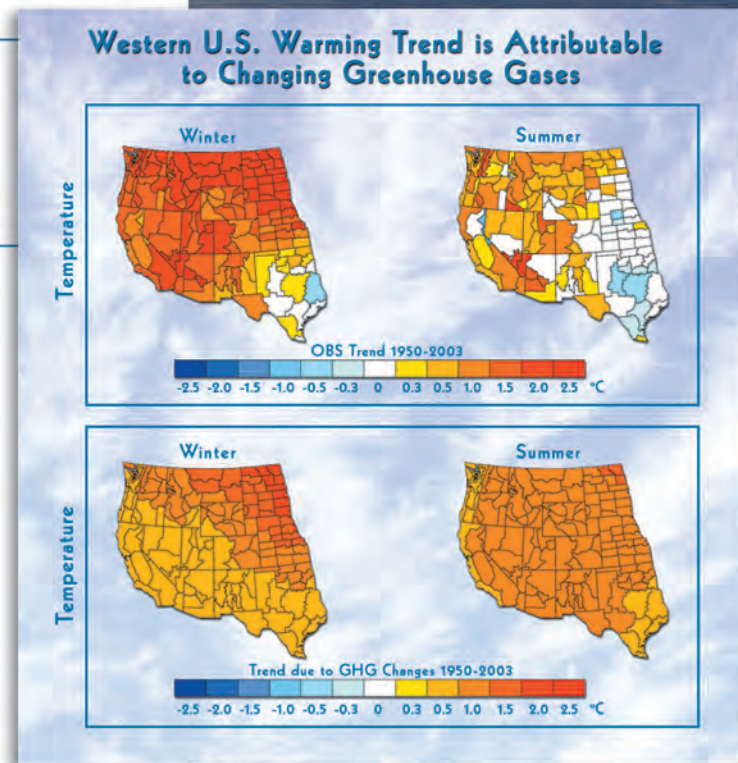 Western U.S. Warming Trend is Attributable
to Changing Greenhouse Gases
Winter
Summer
Temperature
OBS Trend 1950-2003
-2.5 -2.0 -1.5 -1.0 -0.5 -0.3 0 0.3 0.5 1.0 1.5 2.0 2.5 °C
Winter
Summer
Temperature
Trend due to GHG Changes 1950-2003
-2.5 -2.0 -1.5 -1.0 -0.5 -0.3 0 0.3 0.5 1.0 1.5 2.0 2.5 °C